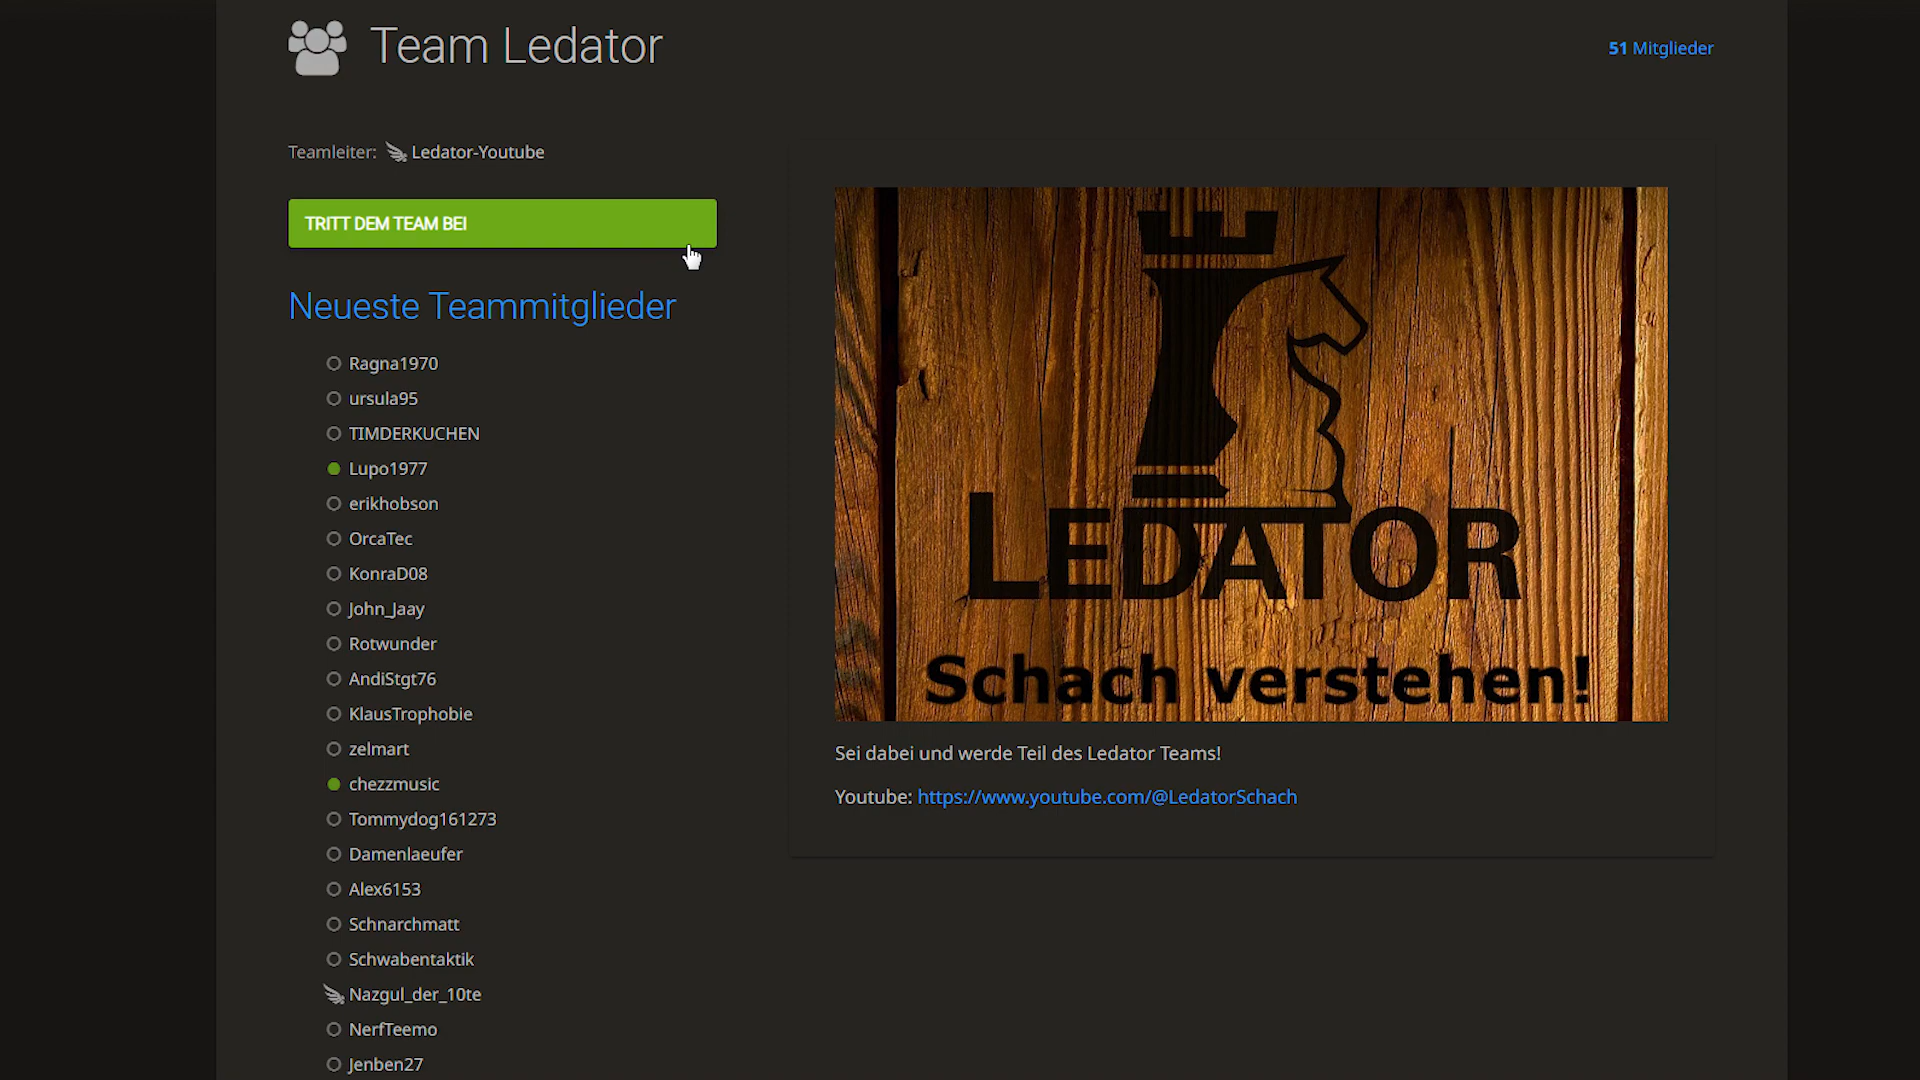 Team Ledator
51 Mitglieder
Teamleiter: Ledator-Youtube
TRITT DEM TEAM BEI
Neueste Teammitglieder
Ragna1970
ursula95
TIMDERKUCHEN
Lupo1977
erikhobson
OrcaTec
KonraD08
John_Jaay
Rotwunder
AndiStgt76
KlausTrophobie
zelmart
chezzmusic
Tommydog161273
Damenlaeufer
Alex6153
Schnarchmatt
Schwabentaktik
Nazgul_der_10te
NerfTeemo
Jenben27
LEDATOR
Schach verstehen!
Sei dabei und werde Teil des Ledator Teams!
Youtube: https://www.youtube.com/@LedatorSchach